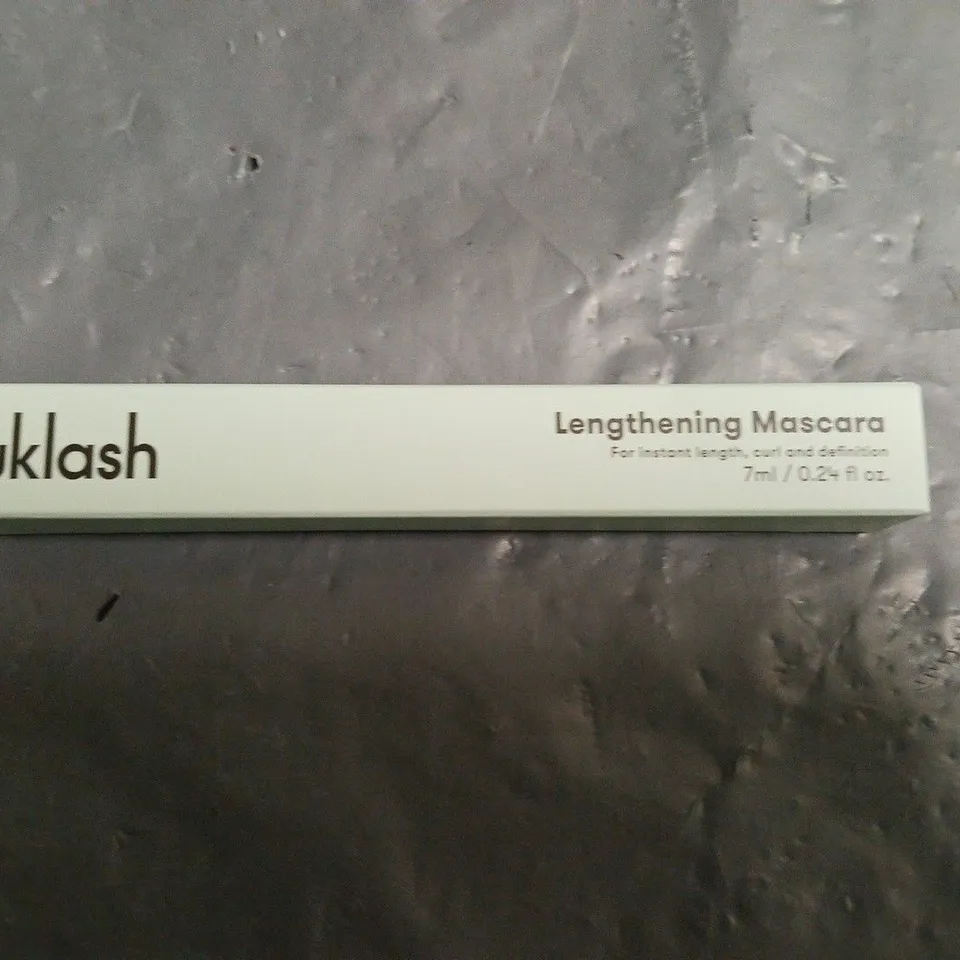 uklash
Lengthening Mascara
For instant length, curl and definition
7ml / 0.24 fl oz.